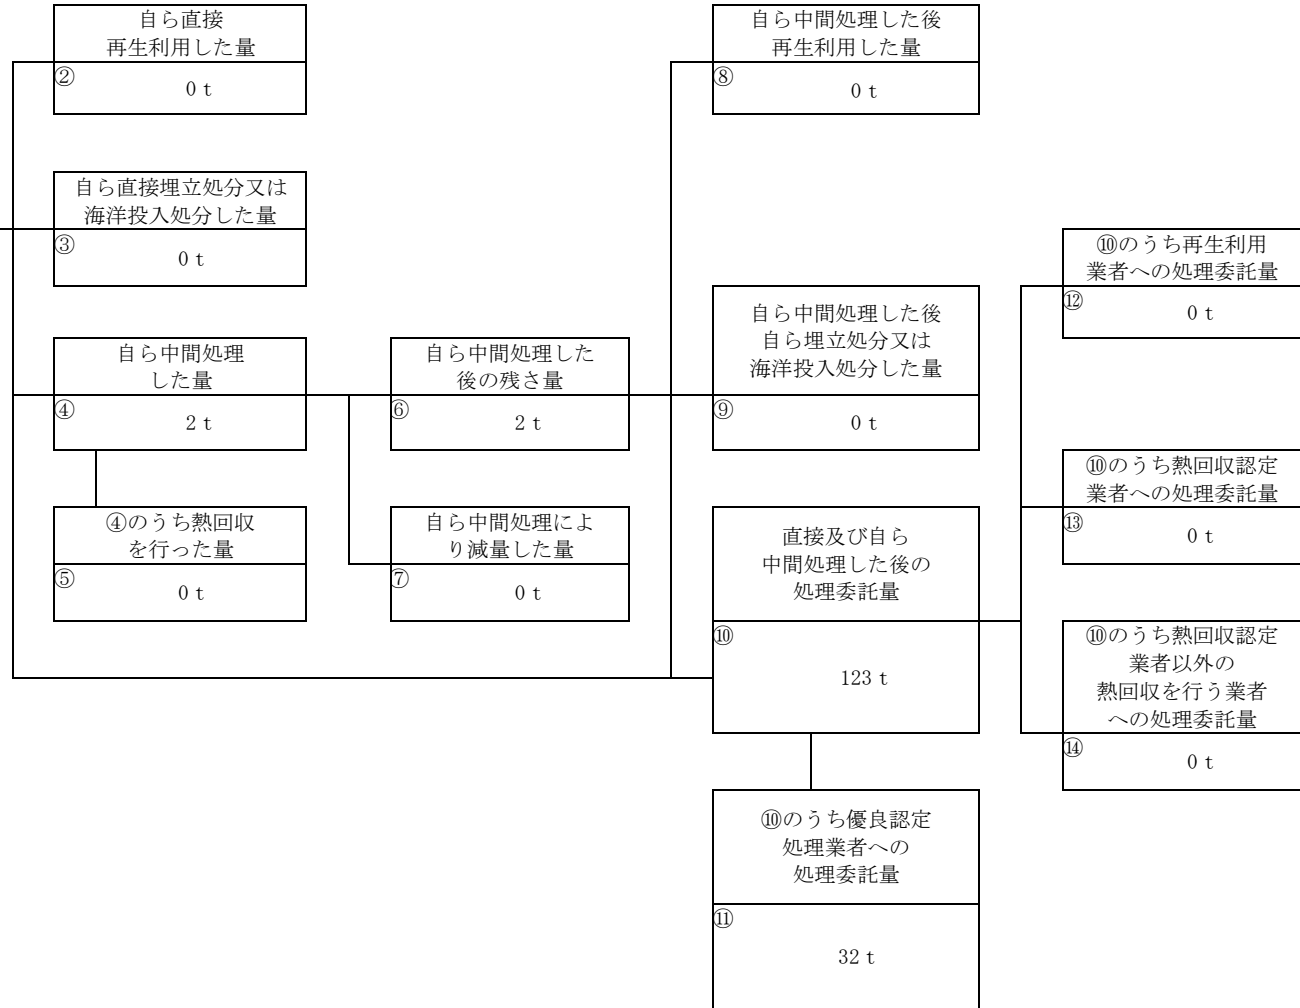 自ら直接
再生利用した量
②
0 t
自ら直接埋立処分又は
海洋投入処分した量
③
0 t
自ら中間処理
した量
④
2 t
④のうち熱回収
を行った量
⑤
0 t
自ら中間処理した
後の残さ量
⑥
2 t
自ら中間処理によ
り減量した量
⑦
0 t
自ら中間処理した後
再生利用した量
⑧
0 t
自ら中間処理した後
自ら埋立処分又は
海洋投入処分した量
⑨
0 t
直接及び自ら
中間処理した後の
処理委託量
⑩
123 t
⑩のうち優良認定
処理業者への
処理委託量
⑪
32 t
⑩のうち再生利用
業者への処理委託量
⑫
0 t
⑩のうち熱回収認定
業者への処理委託量
⑬
0 t
⑩のうち熱回収認定
業者以外の
熱回収を行う業者
への処理委託量
⑭
0 t